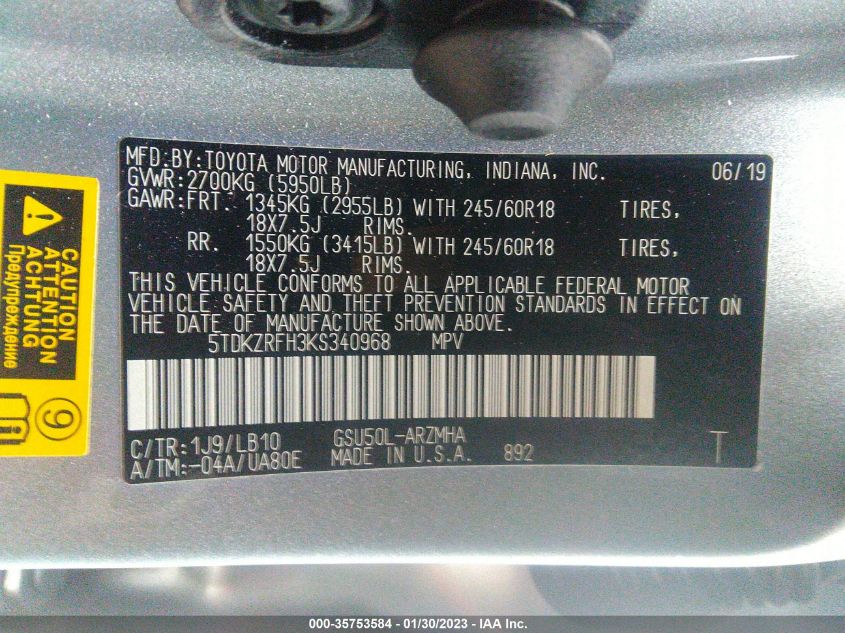 MFD.BY:TOYOTA MOTOR MANUFACTURING, INDIANA, INC. 06/19
GVWR:2700KG (5950LB)
GAWR:FRT. 1345KG (2955LB) WITH 245/60R18 TIRES,
18X7.5J RIMS.
RR. 1550KG (3415LB) WITH 245/60R18 TIRES,
18X7.5J RIMS.
THIS VEHICLE CONFORMS TO ALL APPLICABLE FEDERAL MOTOR
VEHICLE SAFETY AND THEFT PREVENTION STANDARDS IN EFFECT ON
THE DATE OF MANUFACTURE SHOWN ABOVE.
5TDKZRFH3KS340968 MPV
C/TR:1J9/LB10 GSU50L-ARZMHA
A/TM:-04A/UA80E MADE IN U.S.A. 892 T
CAUTION
ATTENTION
ACHTUNG
Предупреждение
9
000-35753584 - 01/30/2023 - IAA Inc.